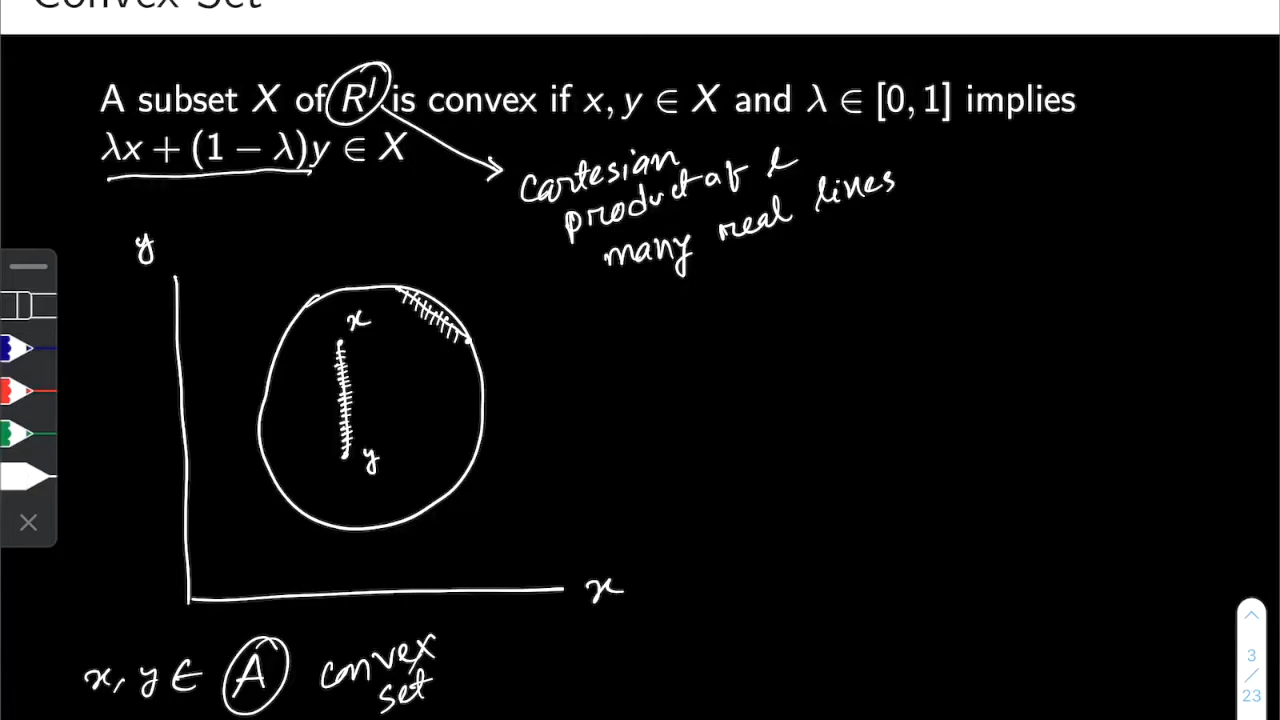 Convex Set
A subset X of Rˡ is convex if x, y ∈ X and λ ∈ [0, 1] implies
λx + (1 − λ)y ∈ X
Cartesian
product of l
many real lines
y
x
y
x
x, y ∈ A convex
set
3
/
23